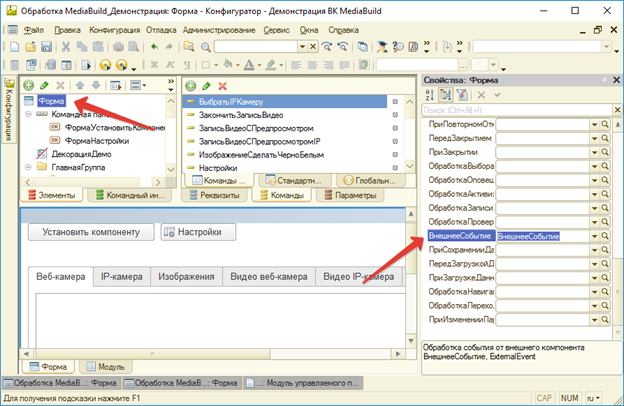 Обработка MediaBuild_Демонстрация: Форма - Конфигуратор - Демонстрация ВК MediaBuild
Файл Правка Конфигурация Отладка Администрирование Сервис Окна Справка
Конфигурация
Форма
Командная пане
ФормаУстановитьКомпонен
ФормаНастройки
ДекорацияДемо
ГлавнаяГруппа
Элементы
Командный ин...
ВыбратьIPКамеру
ЗакончитьЗаписьВидео
ЗаписьВидеоСПредпросмотром
ЗаписьВидеоСПредпросмотромIP
ИзображениеСделатьЧерноБелым
Настройки
Команды ...
Стандартн...
Глобальн...
Реквизиты
Команды
Параметры
Установить компоненту
Настройки
Веб-камера
IP-камера
Изображения
Видео веб-камера
Видео IP-камера
Форма
Модуль
Свойства: Форма
Поиск (Ctrl+Alt+I)
ПриПовторномОтк
ПередЗакрытием
ПриЗакрытии
ОбработкаВыбора
ОбработкаОповещ
ОбработкаАктиви
ОбработкаЗаписи
ОбработкаПровер
ВнешнееСобытие
ВнешнееСобытие
ПриСохраненииДа
ПередЗагрузкойД
ПриЗагрузкеДанн
ОбработкаНавига
ОбработкаПерехо
ПриИзмененииПар
Обработка события от внешнего компонента
ВнешнееСобытие, ExternalEvent
Обработка MediaB...: Форма
Обработка MediaB...: Форма
...: Модуль управляемого п...
Для получения подсказки нажмите F1
CAP
NUM
ru